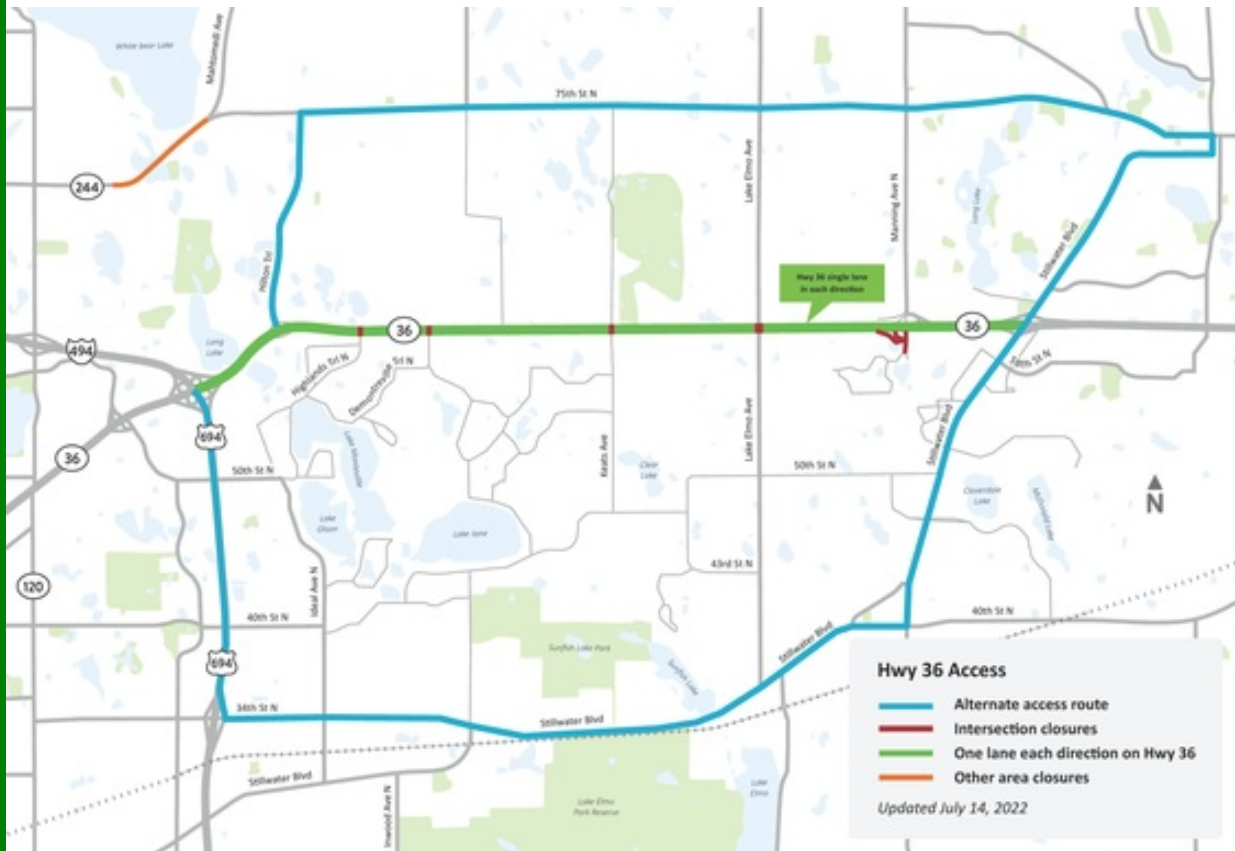 White bear Lake
Mahtomedi Ave
75th St N
244
Hilton Dr
Lake Elmo Ave
Manning Ave N
Long Lake
Stillwater Blvd
Hwy 36 single lane
in each direction
36
36
Long
Lake
494
58th St N
Highlands Trl N
Demontreville Trl N
694
36
50th St N
Lake
Olson
Lake Jane
Keats Ave
Clear
Lake
Lake Elmo Ave
50th St N
Stillwater Blvd
Cloverdale
Lake
McDonald Lake
N
120
Ideal Ave N
43rd St N
40th St N
40th St N
694
Sunfish Lake Park
Sunfish Lake
Stillwater Blvd
34th St N
Stillwater Blvd
Stillwater Blvd
Inwood Ave N
Lake Elmo
Park Reserve
Lake
Elmo
Hwy 36 Access
Alternate access route
Intersection closures
One lane each direction on Hwy 36
Other area closures
Updated July 14, 2022